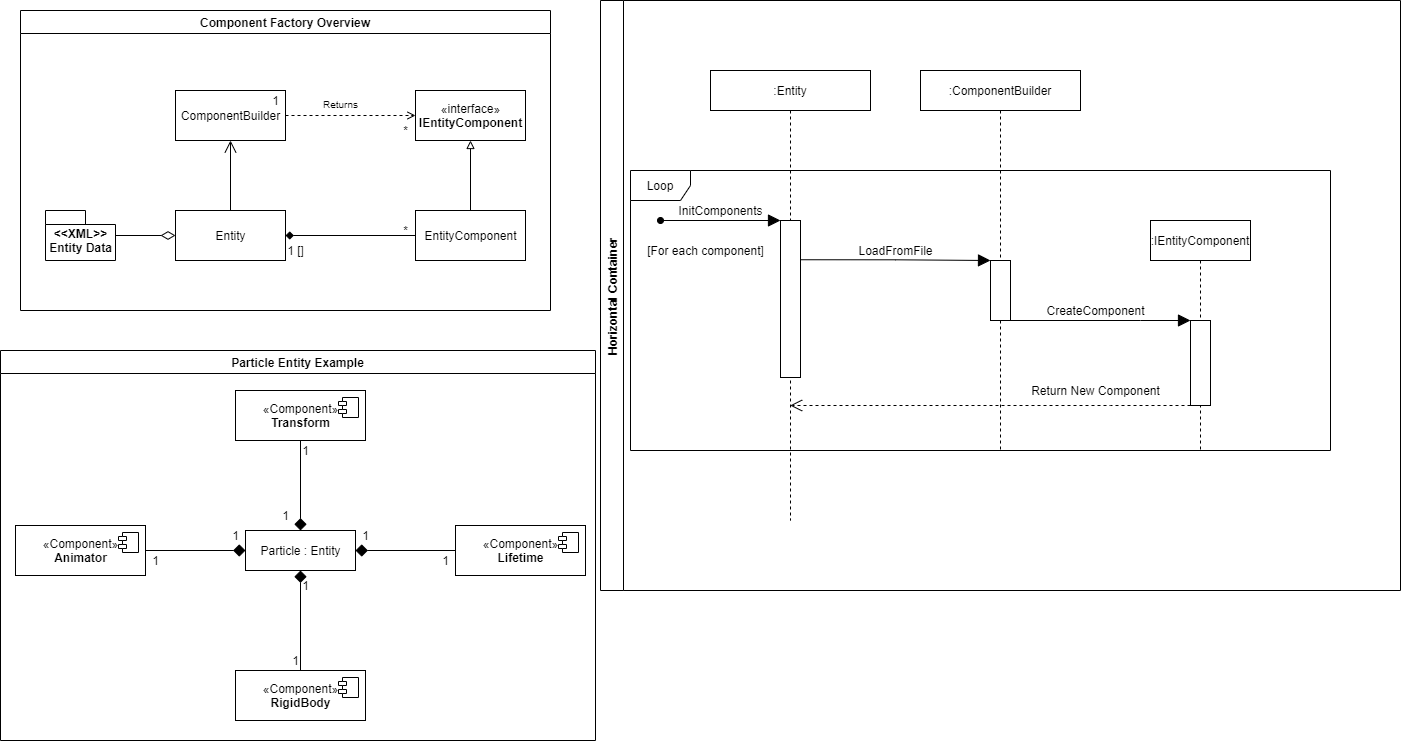 Component Factory Overview
1
ComponentBuilder
Returns
*
«interface»
IEntityComponent
<<XML>>
Entity Data
Entity
1 []
*
EntityComponent
Particle Entity Example
«Component»
Transform
1
1
«Component»
Animator
1
1
Particle : Entity
1
1
«Component»
Lifetime
1
1
«Component»
RigidBody
Horizontal Container
:Entity
:ComponentBuilder
Loop
InitComponents
[For each component]
LoadFromFile
:IEntityComponent
CreateComponent
Return New Component